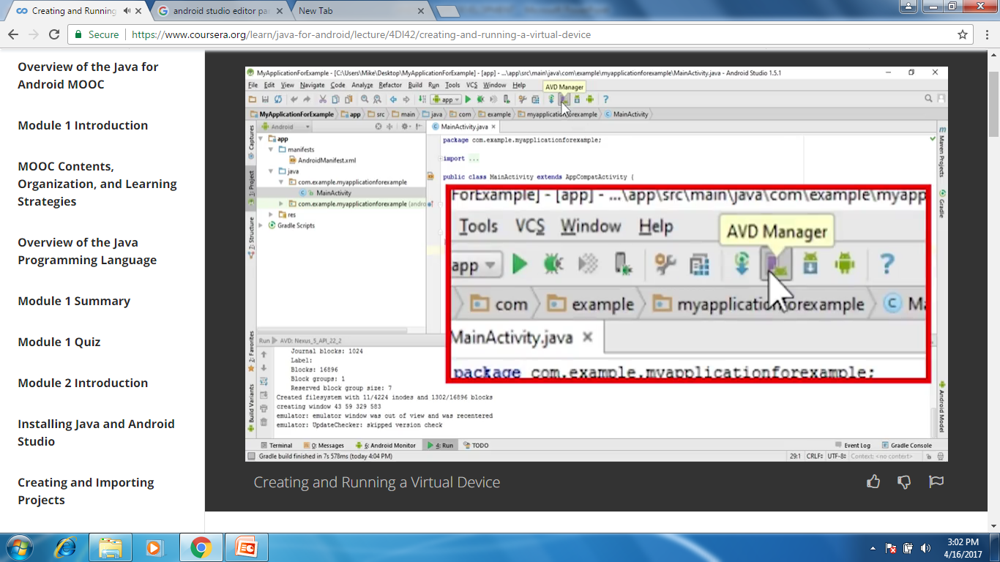 Creating and Running
android studio editor pa
New Tab
Secure
https://www.coursera.org/learn/java-for-android/lecture/4Dl42/creating-and-running-a-virtual-device
Overview of the Java for
Android MOOC
Module 1 Introduction
MOOC Contents,
Organization, and Learning
Strategies
Overview of the Java
Programming Language
Module 1 Summary
Module 1 Quiz
Module 2 Introduction
Installing Java and Android
Studio
Creating and Importing
Projects
MyApplicationForExample - [C:\Users\Mike\Desktop\MyApplicationForExample] - [app] - ...\app\src\main\java\com\example\myapplicationforexample\MainActivity.java - Android Studio 1.5.1
File Edit View Navigate Code Analyze Refactor Build Run Tools VCS Window Help
AVD Manager
app
MyApplicationForExample app src main java com example myapplicationforexample MainActivity
Captures
1: Project
2: Structure
2: Favorites
Build Variants
Android
app
manifests
AndroidManifest.xml
java
com.example.myapplicationforexample
MainActivity
com.example.myapplicationforexample (andro
res
Gradle Scripts
MainActivity.java
package com.example.myapplicationforexample;
import ...
public class MainActivity extends AppCompatActivity {
Maven Projects
Gradle
Android Model
ForExample] - [app] - ...\app\src\main\java\com\example\myapp
Tools VCS Window Help
AVD Manager
app
com example myapplicationforexample Ma
MainActivity.java
package com.example.myapplicationforexample;
Run AVD: Nexus_5_API_22_2
Journal blocks: 1024
Label:
Blocks: 16896
Block groups: 1
Reserved block group size: 7
Created filesystem with 11/4224 inodes and 1302/16896 blocks
creating window 43 59 329 583
emulator: emulator window was out of view and was recentered
emulator: UpdateChecker: skipped version check
Terminal 0: Messages 6: Android Monitor 4: Run TODO Event Log Gradle Console
Gradle build finished in 7s 578ms (today 4:04 PM) 29:1 CRLF÷ UTF-8÷ Context: <no context>
Creating and Running a Virtual Device
3:02 PM
4/16/2017